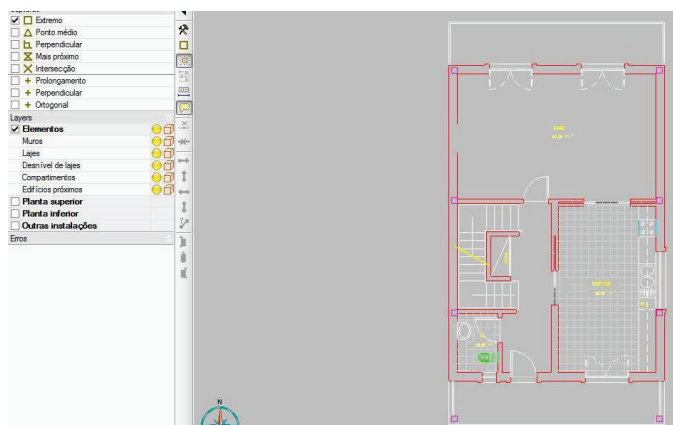 Extremo
Ponto médio
Perpendicular
Mais próximo
Intersecção
Prolongamento
Perpendicular
Ortogonal
Layers
Elementos
Muros
Lajes
Desnível de lajes
Compartimentos
Edifícios próximos
Planta superior
Planta inferior
Outras instalações
Erros
N